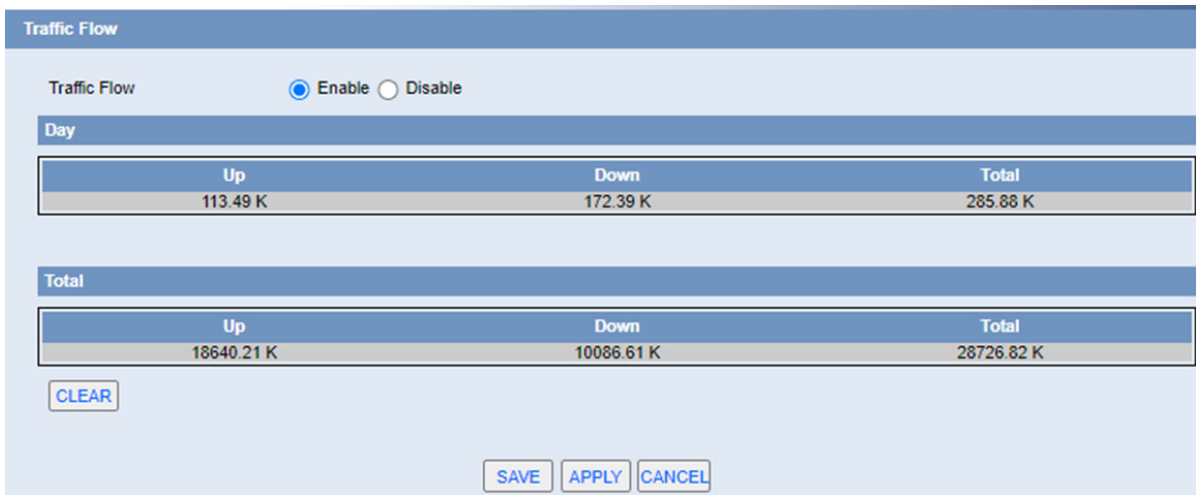 Traffic Flow
Traffic Flow Enable Disable
Day
Up Down Total
113.49 K 172.39 K 285.88 K
Total
Up Down Total
18640.21 K 10086.61 K 28726.82 K
CLEAR
SAVE APPLY CANCEL